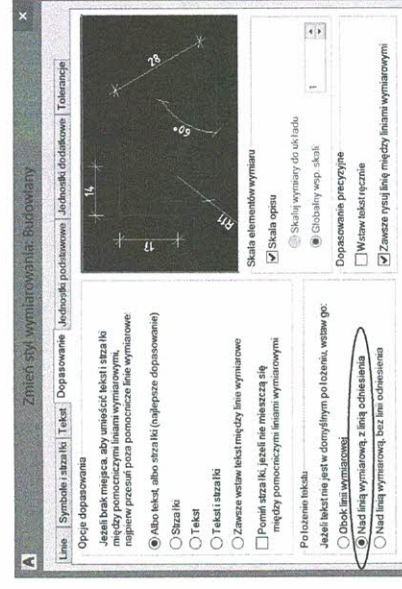 A
Zmień styl wymiarowania: Budowlany
x
Linie
Symbole i strzałki
Tekst
Dopasowanie
Jednostki podstawowe
Jednostki dodatkowe
Tolerancje
Opcje dopasowania
Jeżeli brak miejsca, aby umieścić tekst i strzałki
między pomocniczymi liniami wymiarowymi,
najpierw przesuń poza pomocnicze linie wymiarowe:
Albo tekst, albo strzałki (najlepsze dopasowanie)
Strzałki
Tekst
Tekst i strzałki
Zawsze wstaw tekst między linie wymiarowe
Pomiń strzałki, jeżeli nie mieszczą się
między pomocniczymi liniami wymiarowymi
Położenie tekstu
Jeżeli tekst nie jest w domyślnym położeniu, wstaw go:
Obok linii wymiarowej
Nad linią wymiarową, z linią odniesienia
Nad linią wymiarową, bez linii odniesienia
14
12
28
60°
R11
Skala elementów wymiaru
Skala opisu
Skaluj wymiary do układu
Globalny wsp. skali:
1
Dopasowanie precyzyjne
Wstaw tekst ręcznie
Zawsze rysuj linię między liniami wymiarowymi